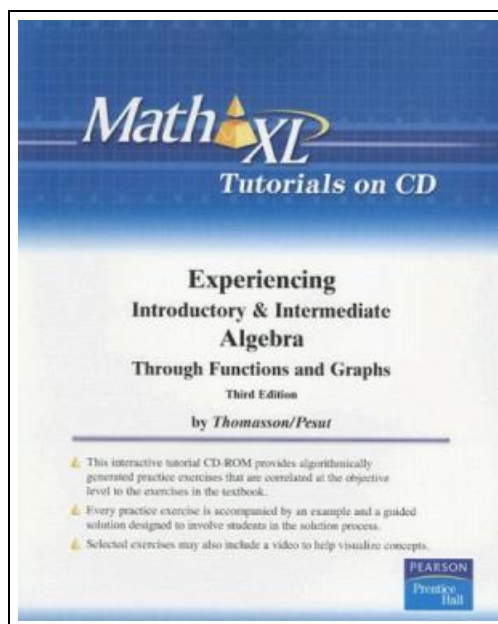 Math XL
Tutorials on CD
Experiencing
Introductory & Intermediate
Algebra
Through Functions and Graphs
Third Edition
by Thomasson/Pesut
This interactive tutorial CD-ROM provides algorithmically
generated practice exercises that are correlated at the objective
level to the exercises in the textbook.
Every practice exercise is accompanied by an example and a guided
solution designed to involve students in the solution process.
Selected exercises may also include a video to help visualize concepts.
PEARSON
Prentice
Hall